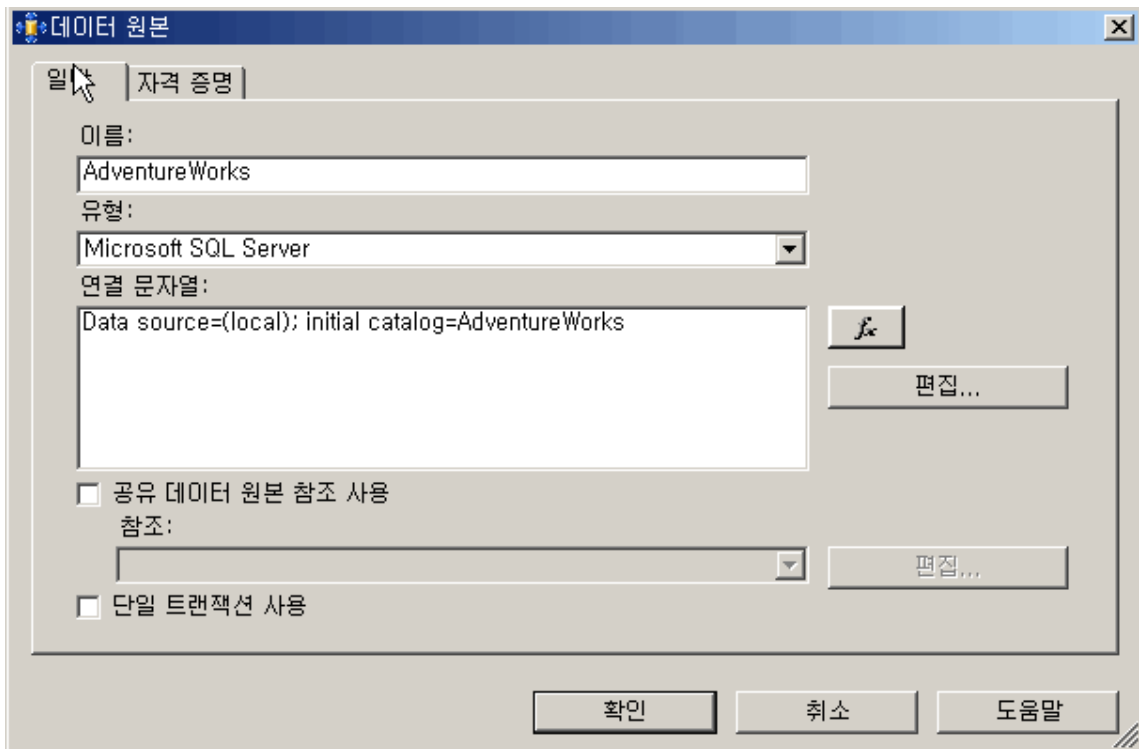 데이터 원본
자격 증명
이름:
AdventureWorks
유형:
Microsoft SQL Server
연결 문자열:
Data source=(local); initial catalog=AdventureWorks
fx
편집...
공유 데이터 원본 참조 사용
참조:
편집...
단일 트랜잭션 사용
확인
취소
도움말